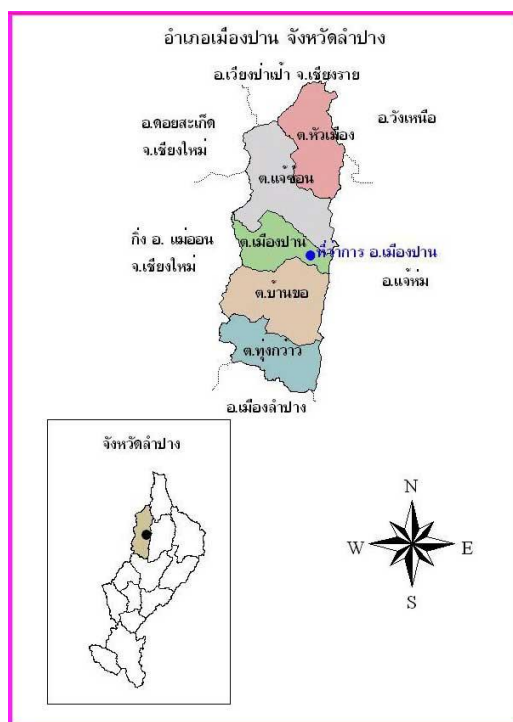 อำเภอเมืองปาน จังหวัดลำปาง
อ.เวียงป่าเป้า จ.เชียงราย
อ.ดอยสะเก็ด
จ.เชียงใหม่
อ.วังเหนือ
ต.หัวเมือง
ต.แจ้ซ้อน
กิ่ง อ. แม่ออน
จ.เชียงใหม่
ต.เมืองปาน
ที่ว่าการ อ.เมืองปาน
อ.แจ้ห่ม
ต.บ้านขอ
ต.ทุ่งกว๋าว
อ.เมืองลำปาง
จังหวัดลำปาง
N
W E
S